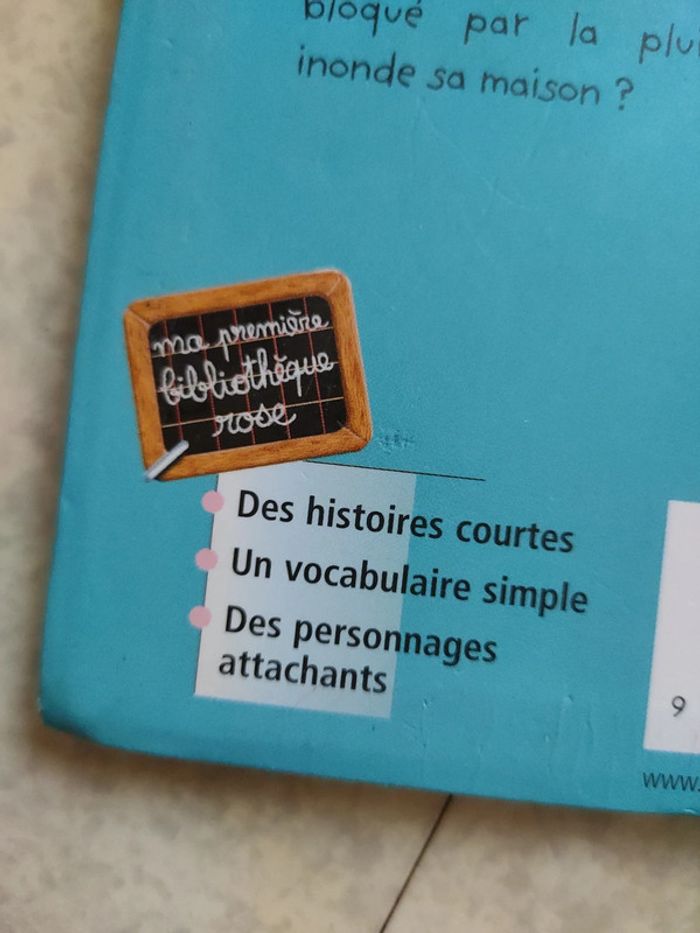 bloqué par la
inonde sa maison ?
ma première
bibliothèque
rose
Des histoires courtes
Un vocabulaire simple
Des personnages
attachants
9
www.